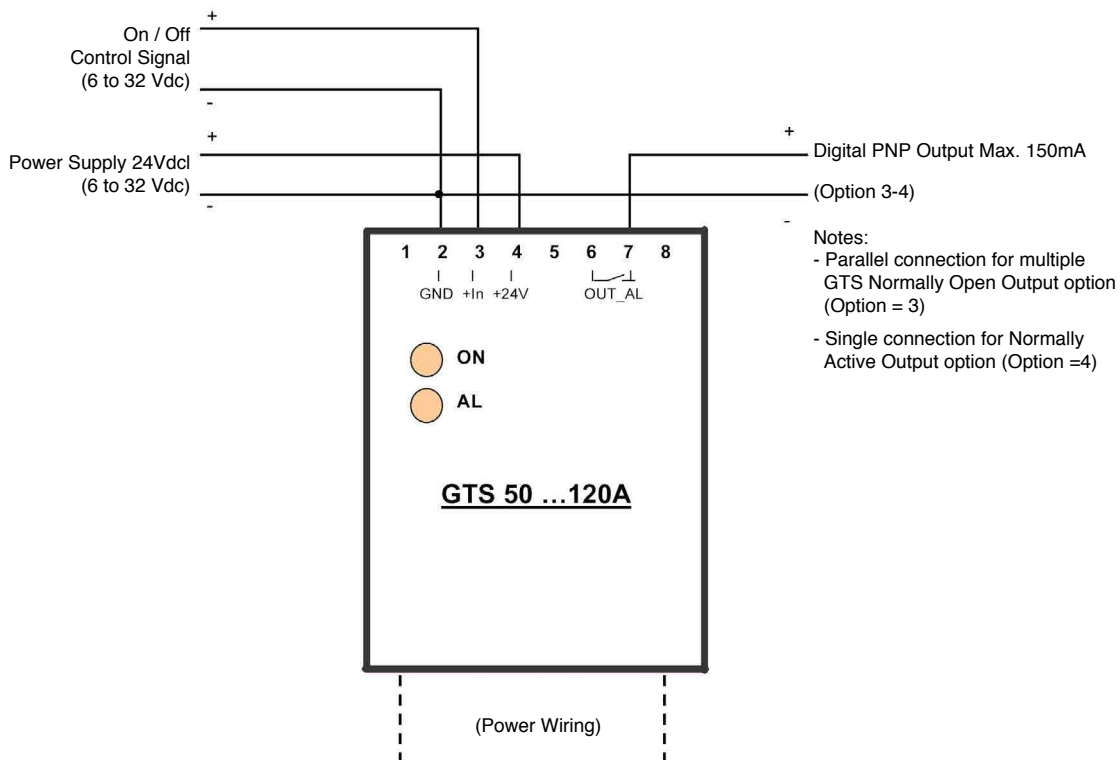 +
On / Off
Control Signal
(6 to 32 Vdc)
-
+
Power Supply 24Vdcl
(6 to 32 Vdc)
-
+
Digital PNP Output Max. 150mA
(Option 3-4)
-
Notes:
- Parallel connection for multiple
GTS Normally Open Output option
(Option = 3)
- Single connection for Normally
Active Output option (Option =4)
1 2 3 4 5 6 7 8
GND +In +24V OUT_AL
ON
AL
GTS 50 ...120A
(Power Wiring)